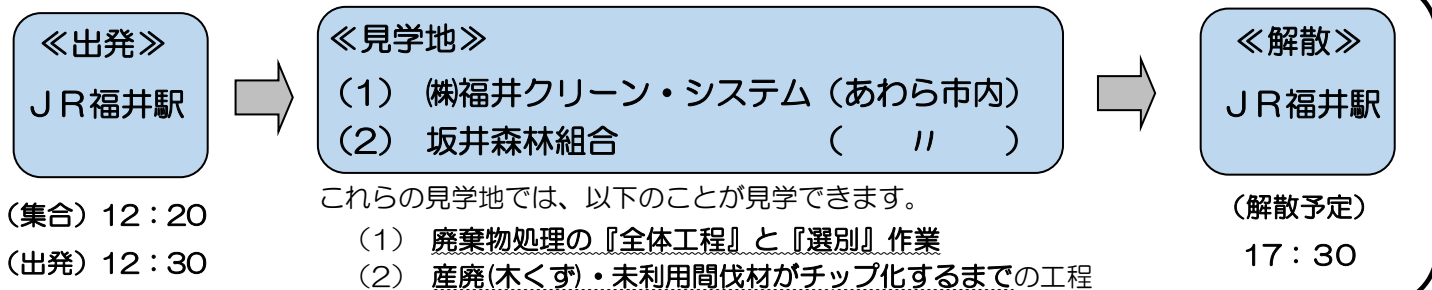 ≪出発≫
JR福井駅
(集合)12:20
(出発)12:30
≪見学地≫
(1) ㈱福井クリーン・システム(あわら市内)
(2) 坂井森林組合 ( 〃 )
これらの見学地では、以下のことが見学できます。
(1) 廃棄物処理の『全体工程』と『選別』作業
(2) 産廃(木くず)・未利用間伐材がチップ化するまでの工程
≪解散≫
JR福井駅
(解散予定)
17:30